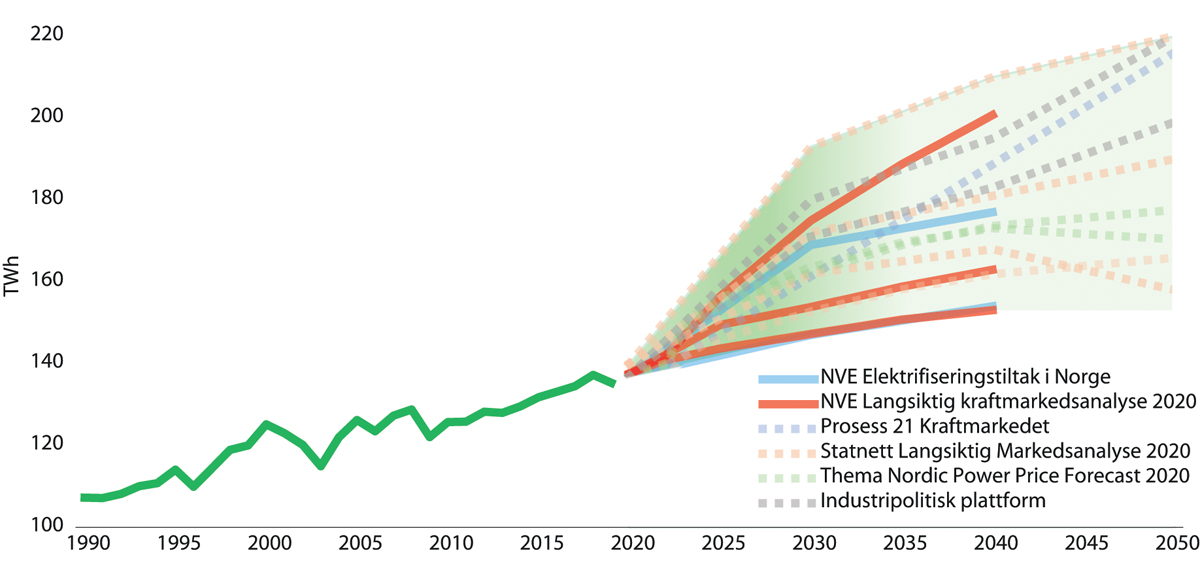 220
200
180
160
140
120
100
TWh
NVE Elektrifiseringstiltak i Norge
NVE Langsiktig kraftmarkedsanalyse 2020
Prosess 21 Kraftmarkedet
Statnett Langsiktig Markedsanalyse 2020
Thema Nordic Power Price Forecast 2020
Industripolitisk plattform
1990 1995 2000 2005 2010 2015 2020 2025 2030 2035 2040 2045 2050